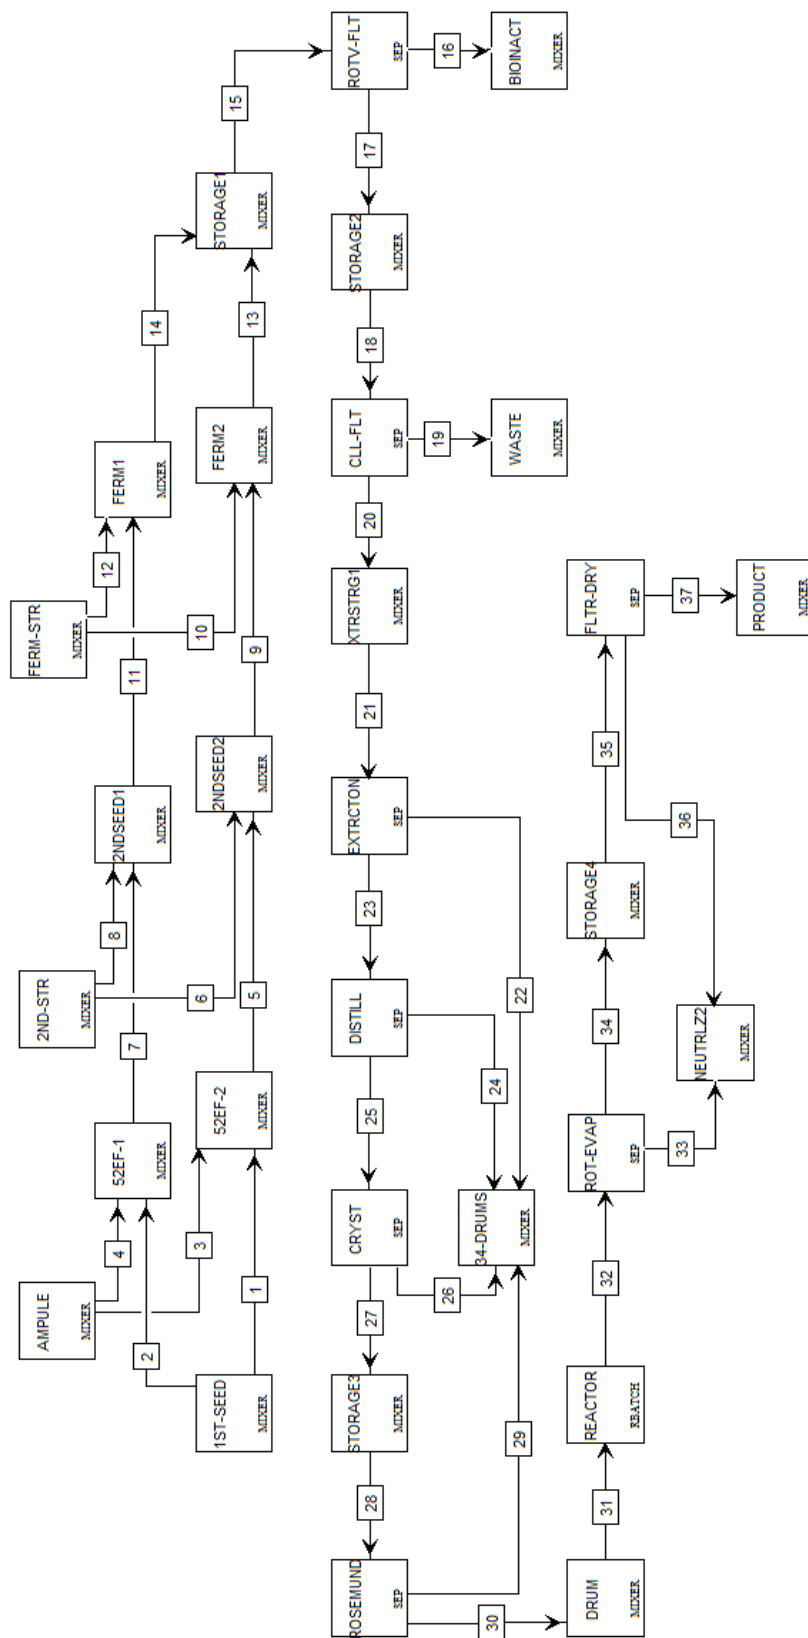 AMPULE
MIXER
2ND-STR
MIXER
FERM-STR
MIXER
4
52EF-1
MIXER
7
8
2NDSEED1
MIXER
11
12
FERM1
MIXER
14
2
3
6
10
1ST-SEED
MIXER
1
52EF-2
MIXER
5
2NDSEED2
MIXER
9
FERM2
MIXER
13
STORAGE1
MIXER
15
ROSEMUND
SEP
28
STORAGE3
MIXER
27
CRYST
SEP
25
DISTILL
SEP
23
EXTRCTON
SEP
21
XTRSTRG1
MIXER
20
CLL-FLT
SEP
18
STORAGE2
MIXER
17
ROTV-FLT
SEP
30
29
26
34-DRUMS
MIXER
24
22
19
WASTE
MIXER
16
BIOINACT
MIXER
DRUM
MIXER
31
REACTOR
RBATCH
32
ROT-EVAP
SEP
34
STORAGE4
MIXER
35
FLTR-DRY
SEP
33
NEUTRLZ2
MIXER
36
37
PRODUCT
MIXER